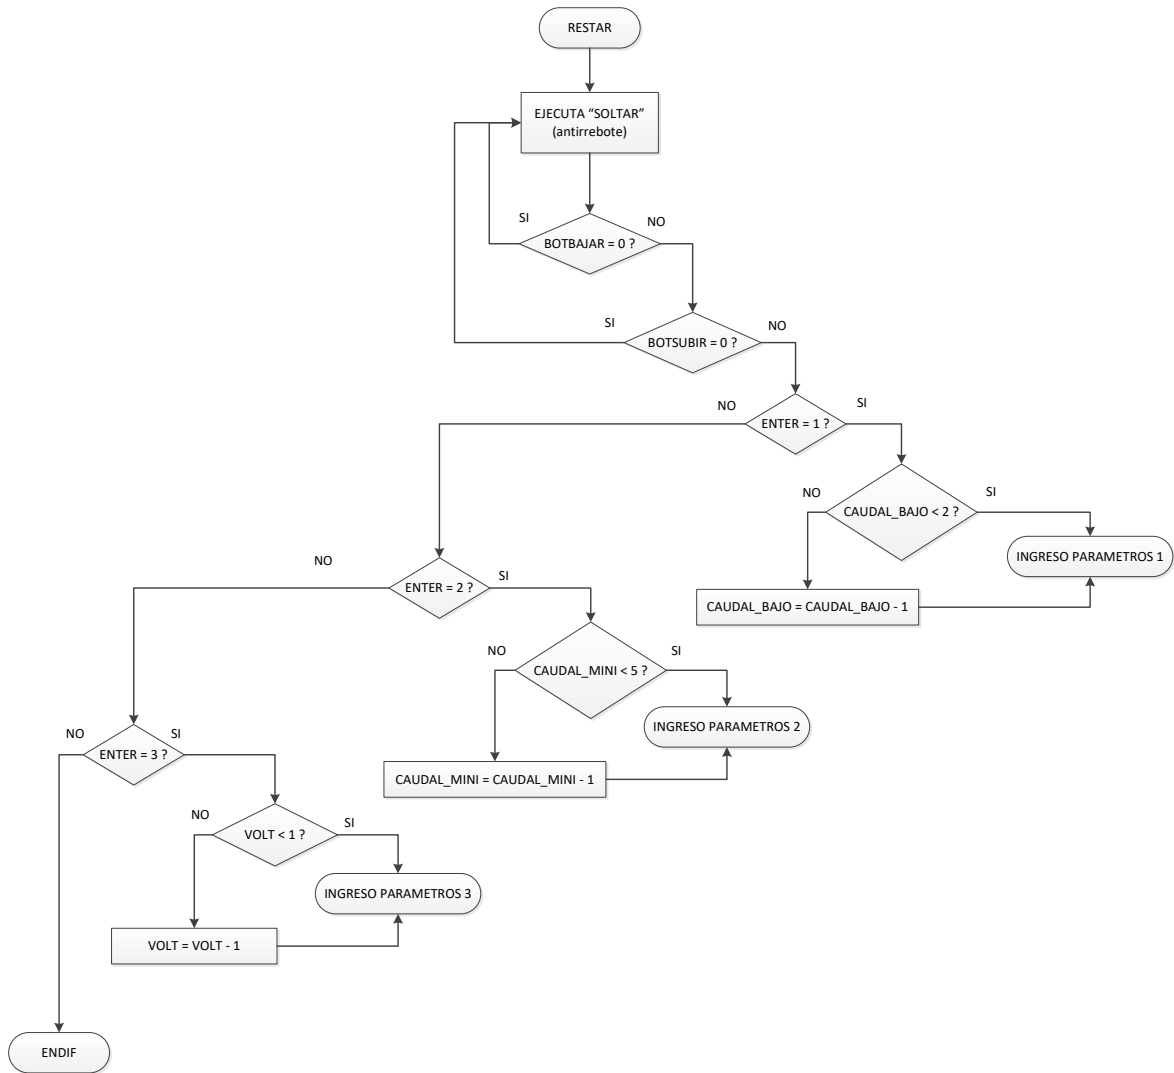 RESTAR
EJECUTA “SOLTAR”
(antirrebote)
SI
NO
BOTBAJAR = 0 ?
SI
NO
BOTSUBIR = 0 ?
NO
SI
ENTER = 1 ?
NO
SI
CAUDAL_BAJO < 2 ?
INGRESO PARAMETROS 1
CAUDAL_BAJO = CAUDAL_BAJO - 1
NO
SI
ENTER = 2 ?
NO
SI
CAUDAL_MINI < 5 ?
INGRESO PARAMETROS 2
CAUDAL_MINI = CAUDAL_MINI - 1
NO
SI
ENTER = 3 ?
NO
SI
VOLT < 1 ?
INGRESO PARAMETROS 3
VOLT = VOLT - 1
ENDIF